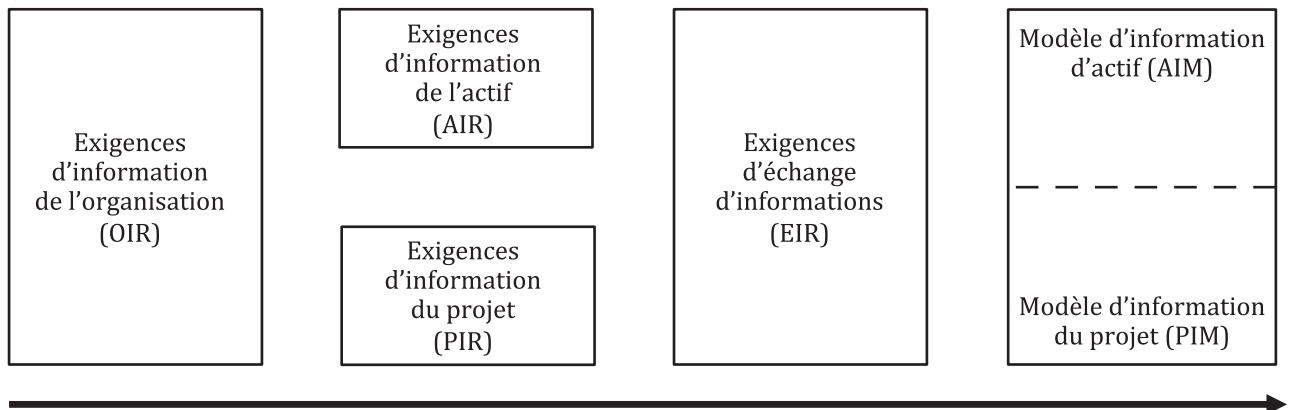 Exigences
d’information
de l’organisation
(OIR)
Exigences
d’information
de l’actif
(AIR)
Exigences
d’information
du projet
(PIR)
Exigences
d’échange
d’informations
(EIR)
Modèle d’information
d’actif (AIM)
Modèle d’information
du projet (PIM)